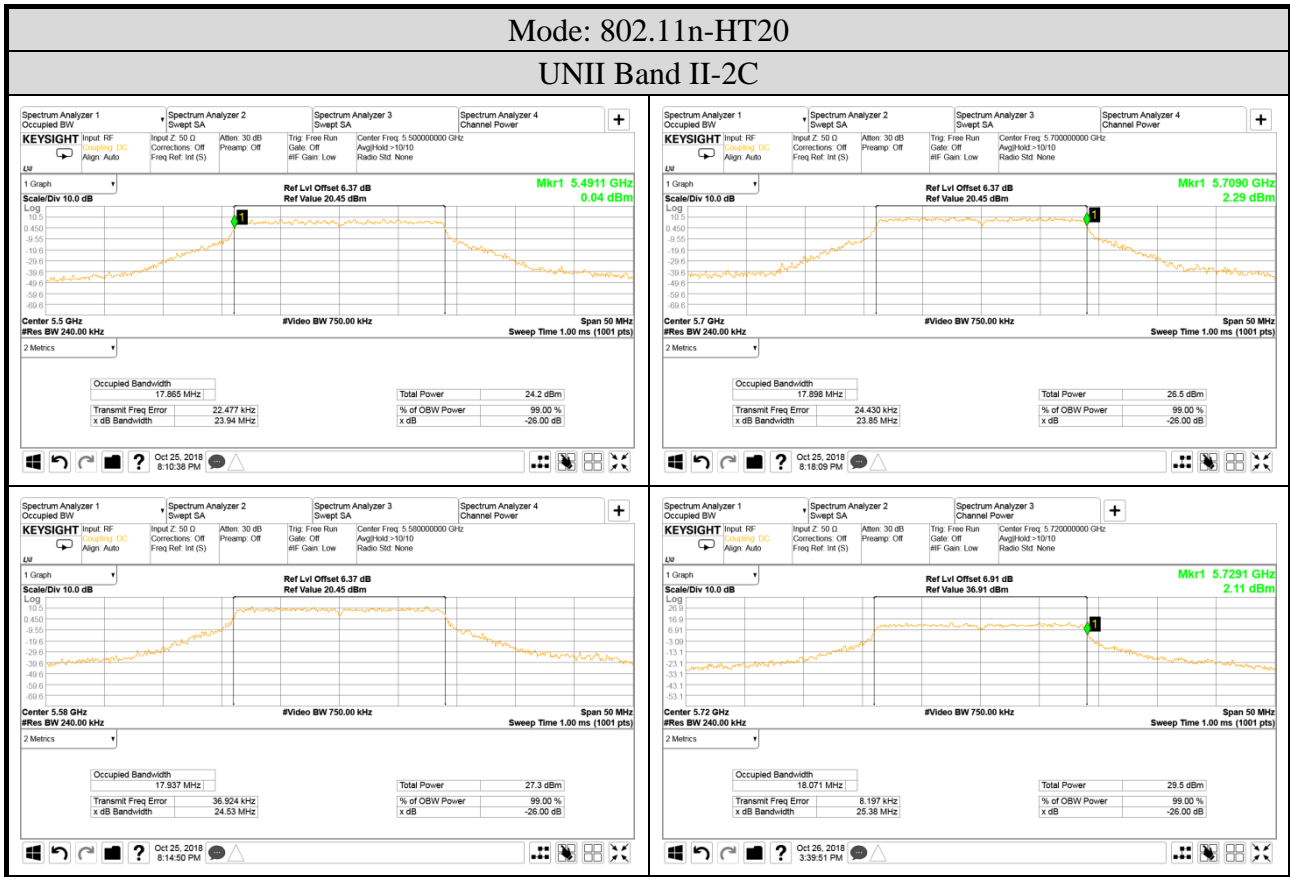 Mode: 802.11n-HT20
UNII Band II-2C
Spectrum Analyzer 1
Occupied BW
Spectrum Analyzer 2
Swept SA
Spectrum Analyzer 3
Swept SA
Spectrum Analyzer 4
Channel Power
+
KEYSIGHT
Input: RF
Coupling: DC
Align: Auto
Input Z: 50 Ω
Corrections: Off
Freq Ref: Int (S)
Atten: 30 dB
Preamp: Off
Trig: Free Run
Gate: Off
#IF Gain: Low
Center Freq: 5.500000000 GHz
Avg|Hold:>10/10
Radio Std: None
LXI
1 Graph
Scale/Div 10.0 dB
Ref Lvl Offset 6.37 dB
Ref Value 20.45 dBm
Mkr1 5.4911 GHz
0.04 dBm
Log
10.5
0.450
-9.55
-19.6
-29.6
-39.6
-49.6
-59.6
-69.6
1
Center 5.5 GHz
#Res BW 240.00 kHz
#Video BW 750.00 kHz
Span 50 MHz
Sweep Time 1.00 ms (1001 pts)
2 Metrics
Occupied Bandwidth
17.865 MHz
Transmit Freq Error 22.477 kHz
x dB Bandwidth 23.94 MHz
Total Power 24.2 dBm
% of OBW Power 99.00 %
x dB -26.00 dB
?
Oct 25, 2018
8:10:38 PM
Spectrum Analyzer 1
Occupied BW
Spectrum Analyzer 2
Swept SA
Spectrum Analyzer 3
Swept SA
Spectrum Analyzer 4
Channel Power
+
KEYSIGHT
Input: RF
Coupling: DC
Align: Auto
Input Z: 50 Ω
Corrections: Off
Freq Ref: Int (S)
Atten: 30 dB
Preamp: Off
Trig: Free Run
Gate: Off
#IF Gain: Low
Center Freq: 5.700000000 GHz
Avg|Hold:>10/10
Radio Std: None
LXI
1 Graph
Scale/Div 10.0 dB
Ref Lvl Offset 6.37 dB
Ref Value 20.45 dBm
Mkr1 5.7090 GHz
2.29 dBm
Log
10.5
0.450
-9.55
-19.6
-29.6
-39.6
-49.6
-59.6
-69.6
1
Center 5.7 GHz
#Res BW 240.00 kHz
#Video BW 750.00 kHz
Span 50 MHz
Sweep Time 1.00 ms (1001 pts)
2 Metrics
Occupied Bandwidth
17.898 MHz
Transmit Freq Error 24.430 kHz
x dB Bandwidth 23.85 MHz
Total Power 26.5 dBm
% of OBW Power 99.00 %
x dB -26.00 dB
?
Oct 25, 2018
8:18:09 PM
Spectrum Analyzer 1
Occupied BW
Spectrum Analyzer 2
Swept SA
Spectrum Analyzer 3
Swept SA
Spectrum Analyzer 4
Channel Power
+
KEYSIGHT
Input: RF
Coupling: DC
Align: Auto
Input Z: 50 Ω
Corrections: Off
Freq Ref: Int (S)
Atten: 30 dB
Preamp: Off
Trig: Free Run
Gate: Off
#IF Gain: Low
Center Freq: 5.580000000 GHz
Avg|Hold:>10/10
Radio Std: None
LXI
1 Graph
Scale/Div 10.0 dB
Ref Lvl Offset 6.37 dB
Ref Value 20.45 dBm
Log
10.5
0.450
-9.55
-19.6
-29.6
-39.6
-49.6
-59.6
-69.6
Center 5.58 GHz
#Res BW 240.00 kHz
#Video BW 750.00 kHz
Span 50 MHz
Sweep Time 1.00 ms (1001 pts)
2 Metrics
Occupied Bandwidth
17.937 MHz
Transmit Freq Error 36.924 kHz
x dB Bandwidth 24.53 MHz
Total Power 27.3 dBm
% of OBW Power 99.00 %
x dB -26.00 dB
?
Oct 25, 2018
8:14:50 PM
Spectrum Analyzer 1
Occupied BW
Spectrum Analyzer 2
Swept SA
Spectrum Analyzer 3
Channel Power
+
KEYSIGHT
Input: RF
Coupling: DC
Align: Auto
Input Z: 50 Ω
Corrections: Off
Freq Ref: Int (S)
Atten: 30 dB
Preamp: Off
Trig: Free Run
Gate: Off
#IF Gain: Low
Center Freq: 5.720000000 GHz
Avg|Hold:>10/10
Radio Std: None
LXI
1 Graph
Scale/Div 10.0 dB
Ref Lvl Offset 6.91 dB
Ref Value 36.91 dBm
Mkr1 5.7291 GHz
2.11 dBm
Log
26.9
16.9
6.91
-3.09
-13.1
-23.1
-33.1
-43.1
-53.1
1
Center 5.72 GHz
#Res BW 240.00 kHz
#Video BW 750.00 kHz
Span 50 MHz
Sweep Time 1.00 ms (1001 pts)
2 Metrics
Occupied Bandwidth
18.071 MHz
Transmit Freq Error 8.197 kHz
x dB Bandwidth 25.38 MHz
Total Power 29.5 dBm
% of OBW Power 99.00 %
x dB -26.00 dB
?
Oct 26, 2018
3:39:51 PM